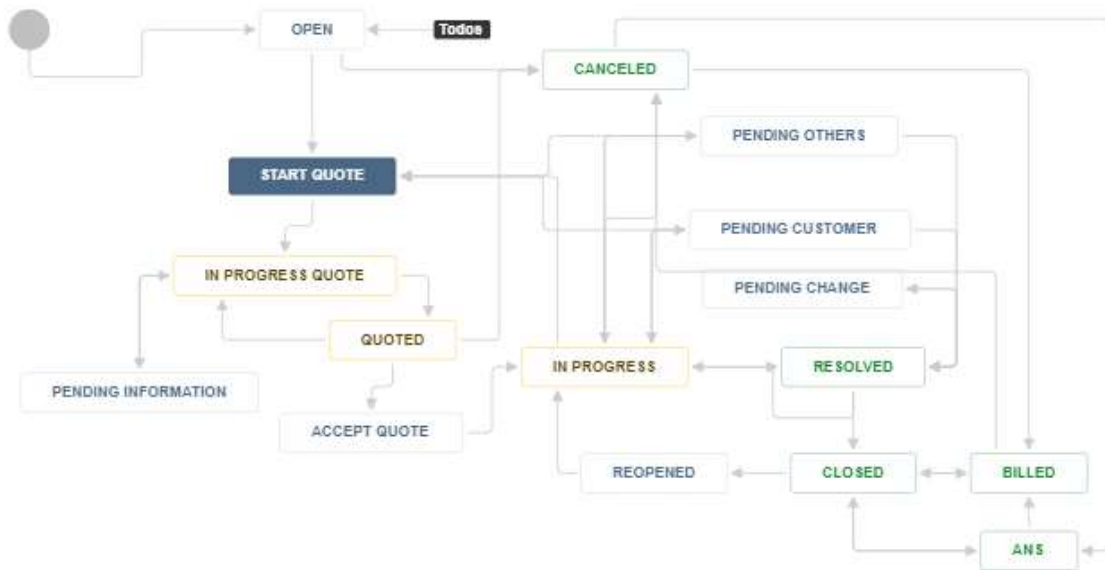 OPEN
Todos
CANCELED
PENDING OTHERS
START QUOTE
PENDING CUSTOMER
IN PROGRESS QUOTE
PENDING CHANGE
QUOTED
IN PROGRESS
RESOLVED
PENDING INFORMATION
ACCEPT QUOTE
REOPENED
CLOSED
BILLED
ANS